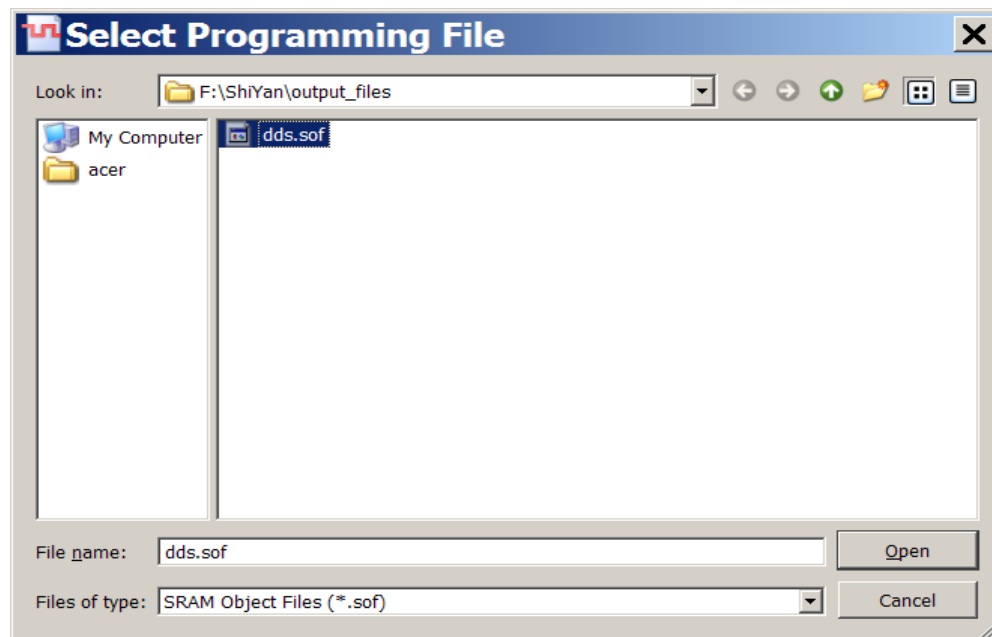 Select Programming File
Look in: F:\ShiYan\output_files
My Computer
acer
dds.sof
File name: dds.sof Open
Files of type: SRAM Object Files (*.sof) Cancel